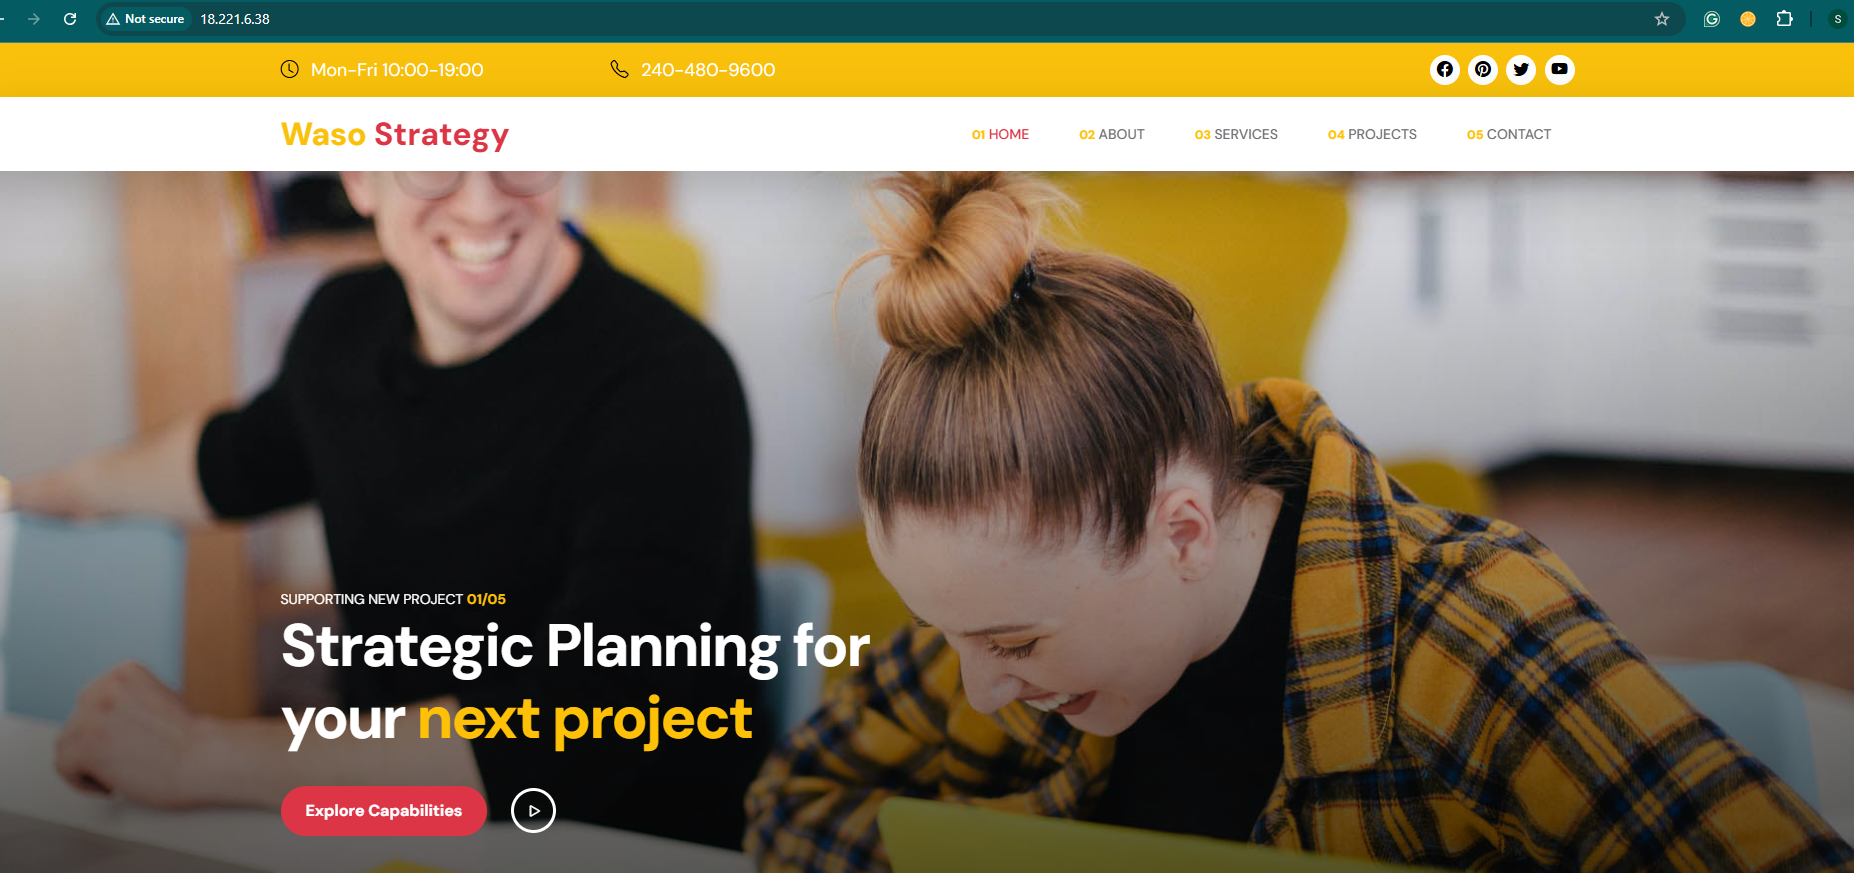 Not secure 18.221.6.38
S
Mon-Fri 10:00-19:00 240-480-9600
Waso Strategy
01 HOME 02 ABOUT 03 SERVICES 04 PROJECTS 05 CONTACT
SUPPORTING NEW PROJECT 01/05
Strategic Planning for
your next project
Explore Capabilities